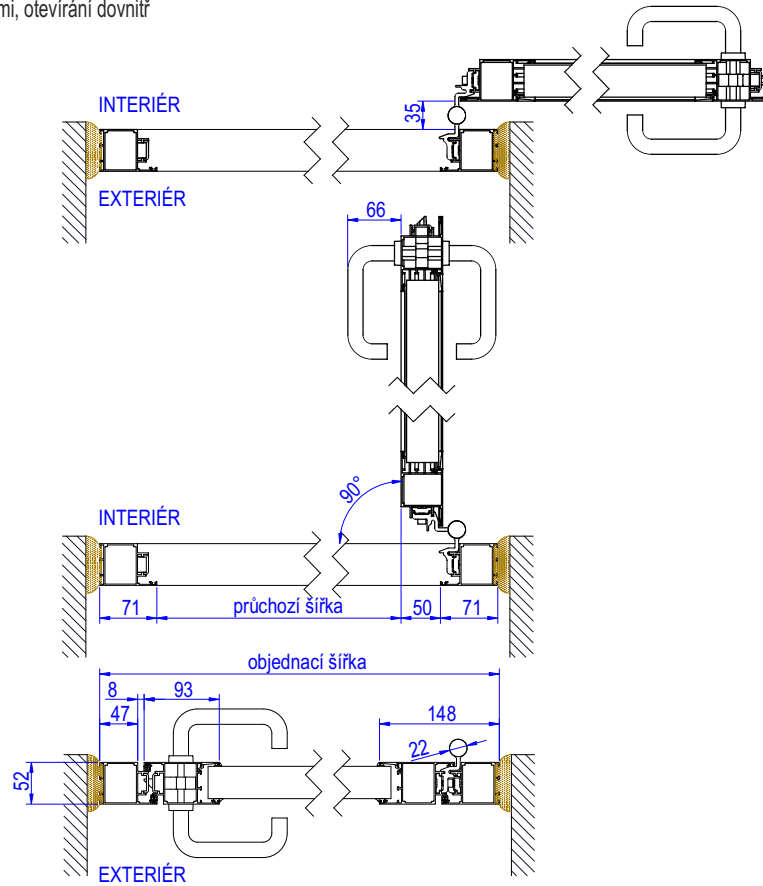 mi, otevírání dovnitř
INTERIÉR
35
EXTERIÉR
66
90°
INTERIÉR
71 průchozí šířka 50 71
objednací šířka
8 93
47 148
22
52
EXTERIÉR